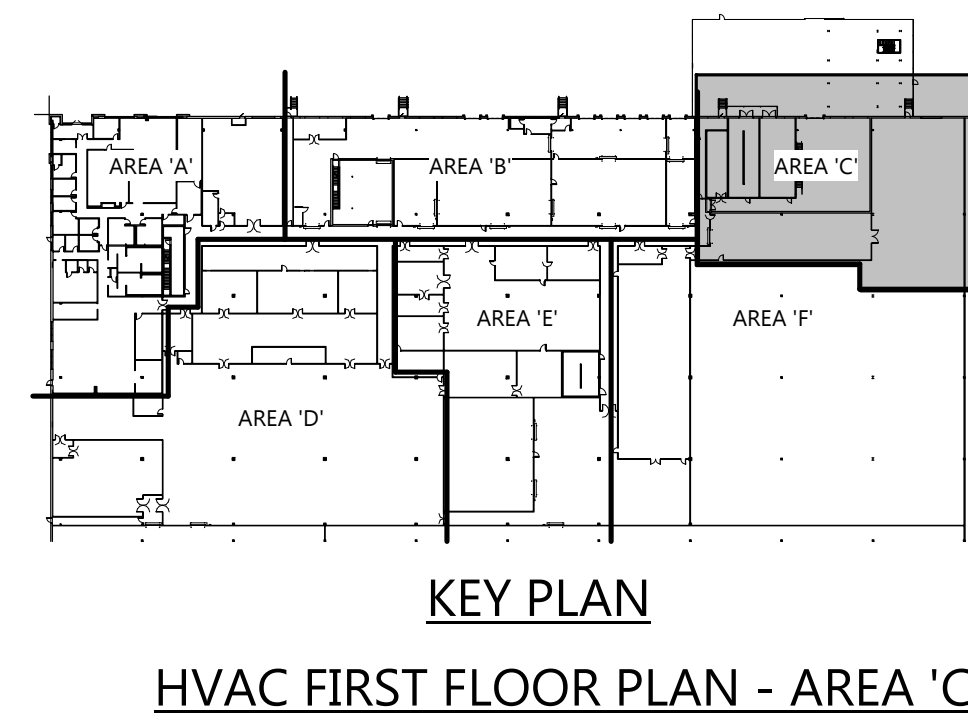 AREA 'A'
AREA 'B'
AREA 'C'
AREA 'E'
AREA 'F'
AREA 'D'
KEY PLAN
HVAC FIRST FLOOR PLAN - AREA 'C